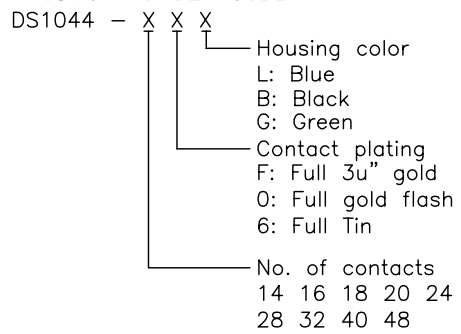 DS1044 - X X X
Housing color
L: Blue
B: Black
G: Green
Contact plating
F: Full 3u" gold
0: Full gold flash
6: Full Tin
No. of contacts
14 16 18 20 24
28 32 40 48